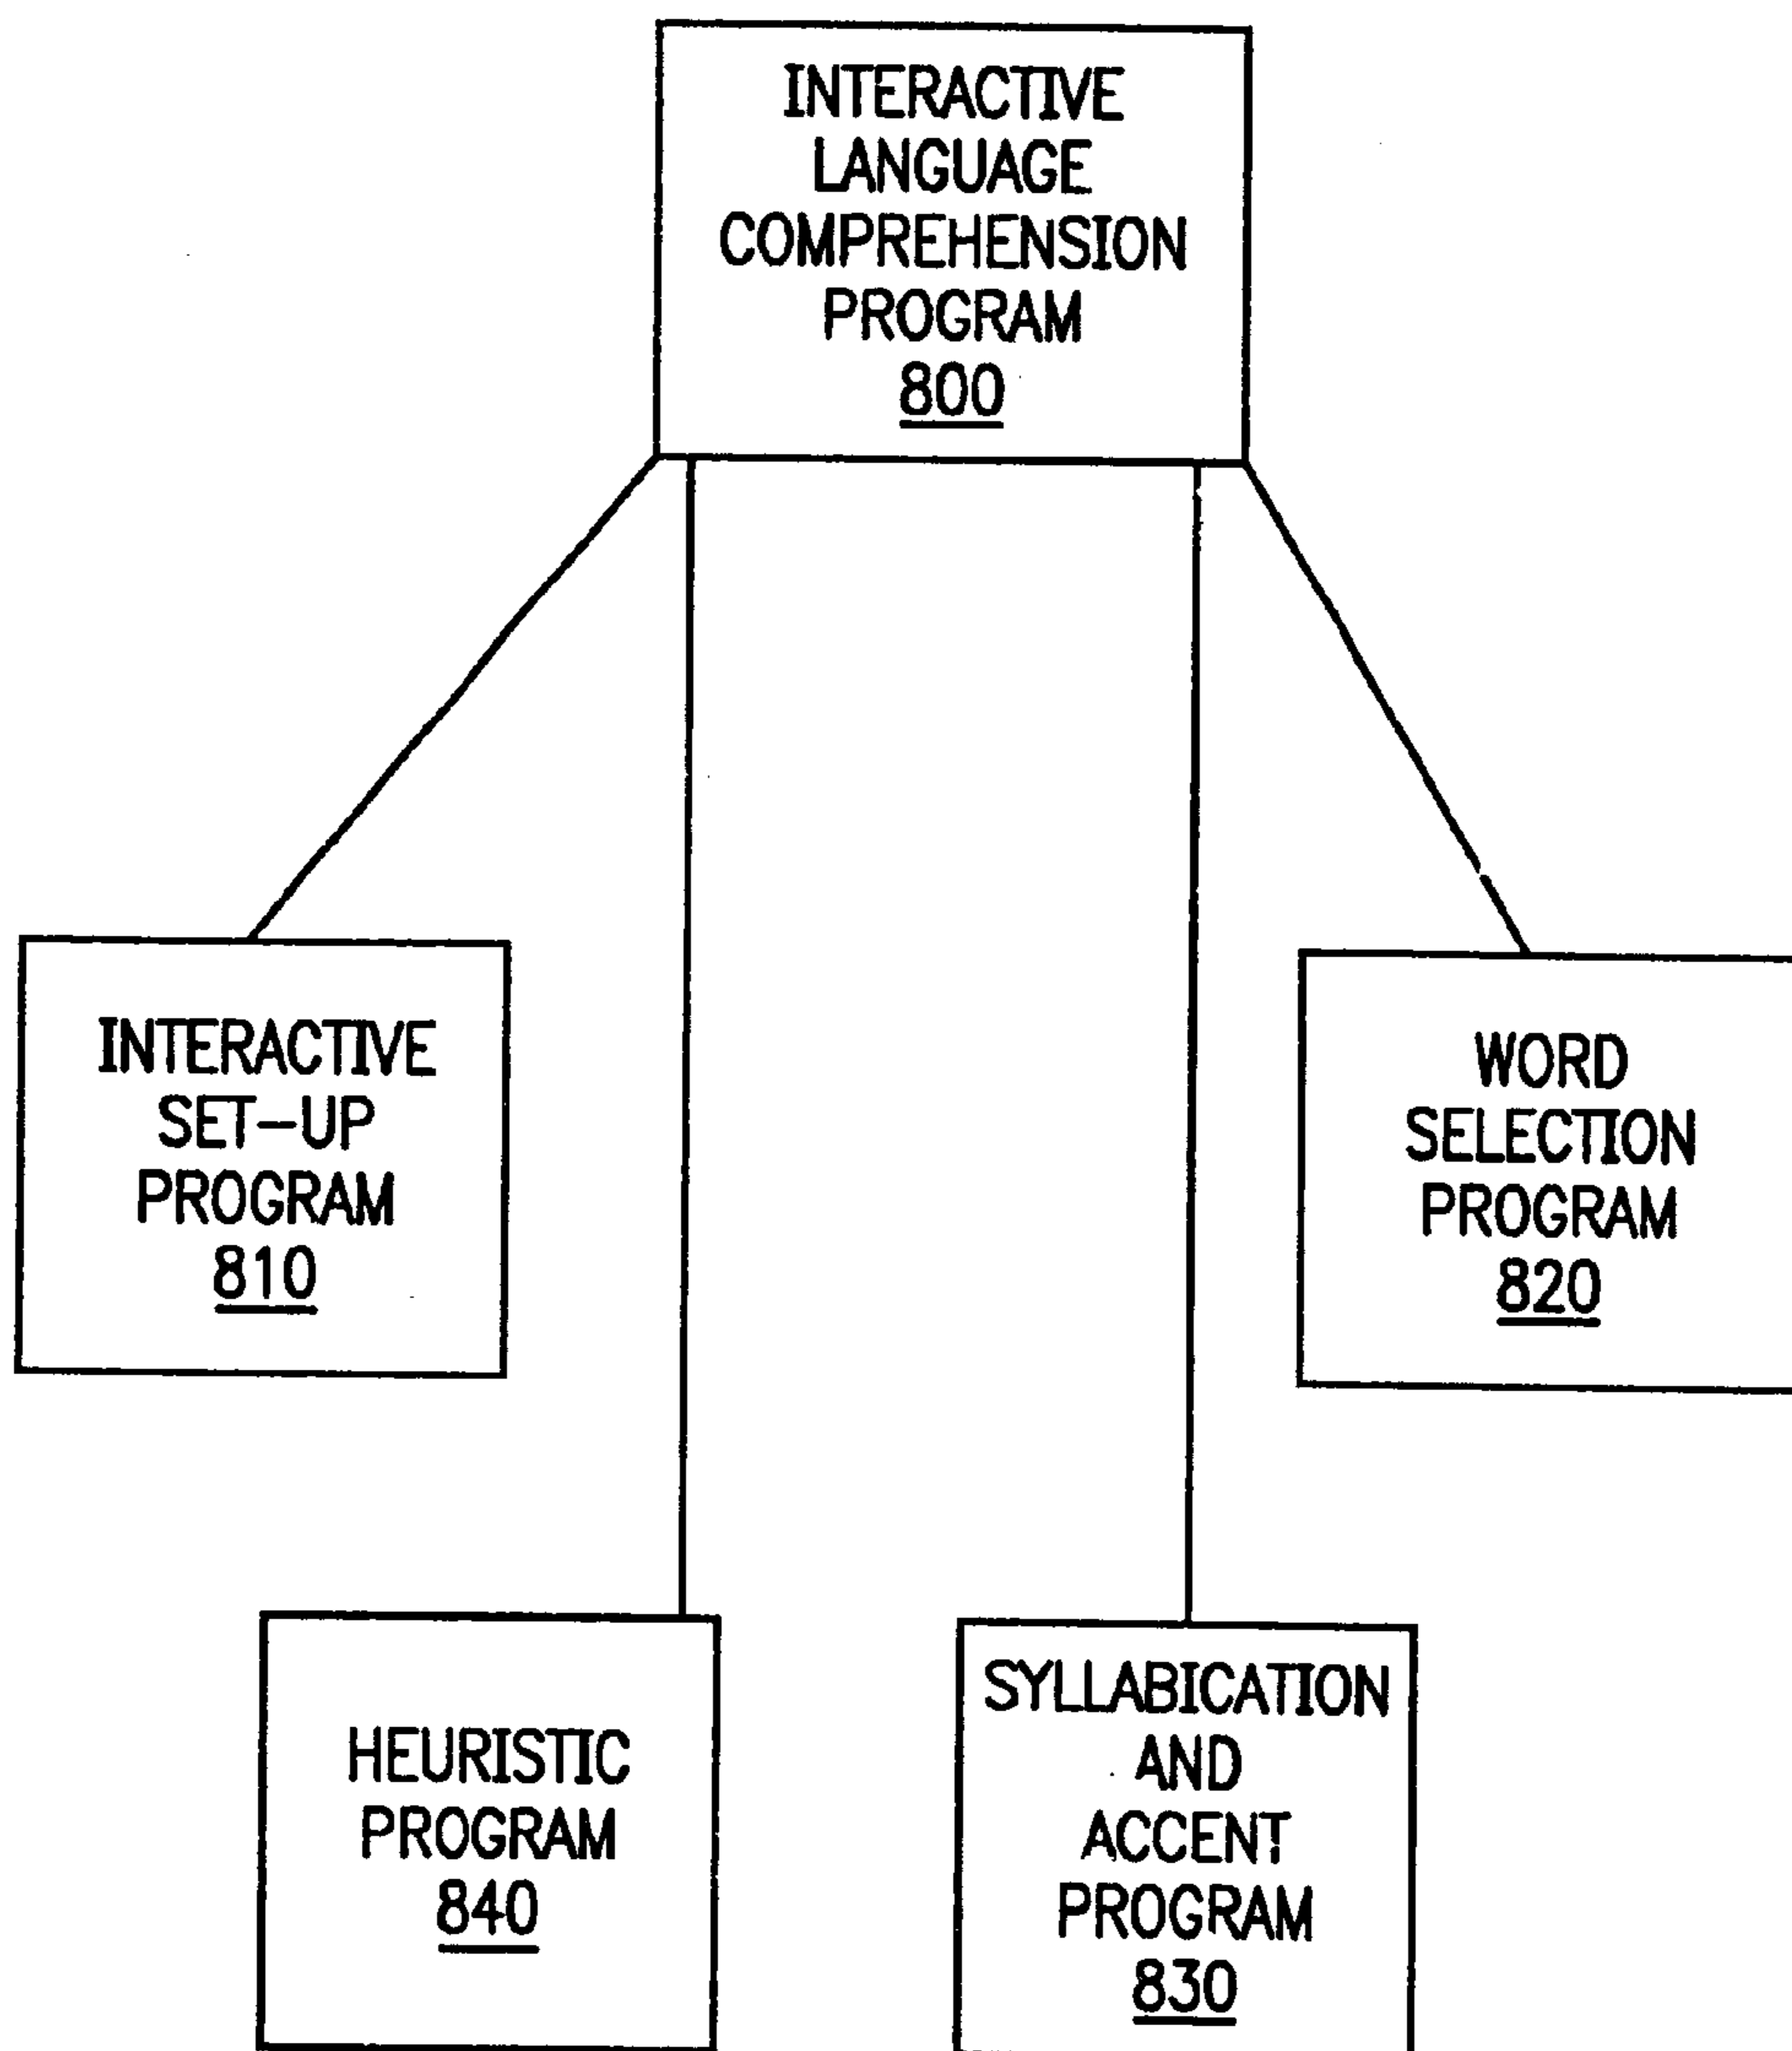 INTERACTIVE
LANGUAGE
COMPREHENSION
PROGRAM
800
INTERACTIVE
SET-UP
PROGRAM
810
WORD
SELECTION
PROGRAM
820
HEURISTIC
PROGRAM
840
SYLLABICATION
AND
ACCENT
PROGRAM
830